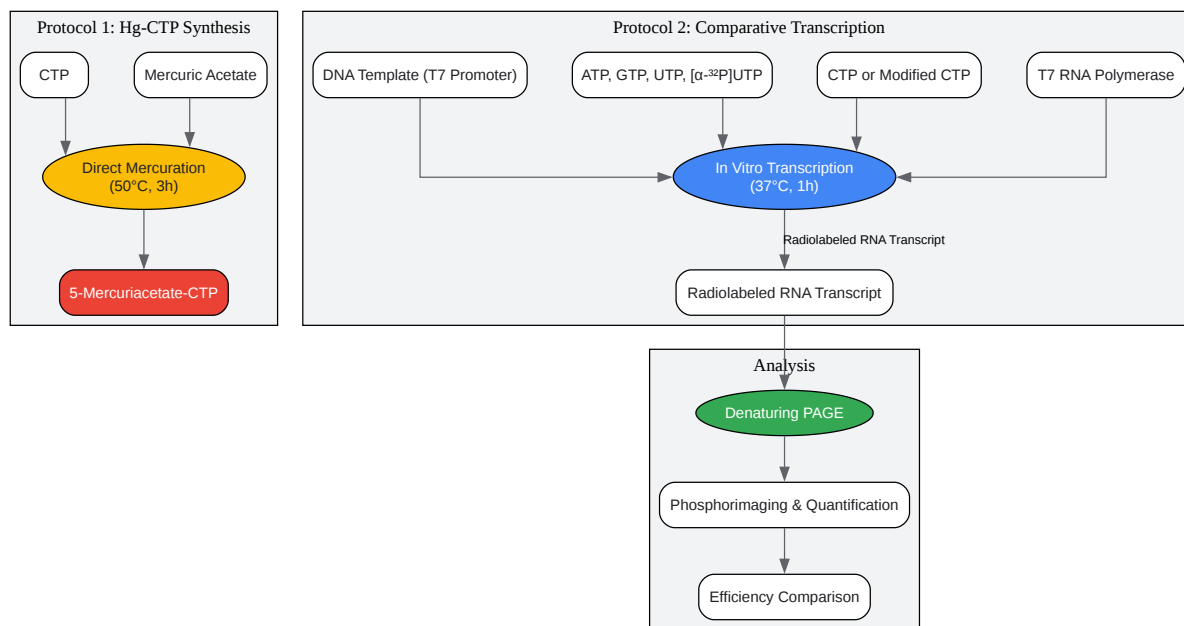 Protocol 1: Hg-CTP Synthesis
CTP
Mercuric Acetate
Direct Mercuration
(50°C, 3h)
5-Mercuriacetate-CTP
Protocol 2: Comparative Transcription
DNA Template (T7 Promoter)
ATP, GTP, UTP, [α-³²P]UTP
CTP or Modified CTP
T7 RNA Polymerase
In Vitro Transcription
(37°C, 1h)
Radiolabeled RNA Transcript
Radiolabeled RNA Transcript
Analysis
Denaturing PAGE
Phosphorimaging & Quantification
Efficiency Comparison